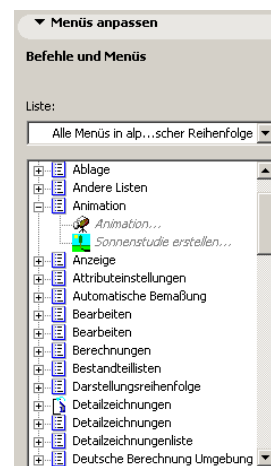 Menüs anpassen
Befehle und Menüs
Liste:
Alle Menüs in alp...scher Reihenfolge
Ablage
Andere Listen
Animation
Animation...
Sonnenstudie erstellen...
Anzeige
Attributeinstellungen
Automatische Bemaßung
Bearbeiten
Bearbeiten
Berechnungen
Bestandteillisten
Darstellungsreihenfolge
Detailzeichnungen
Detailzeichnungen
Detailzeichnungenliste
Deutsche Berechnung Umgebung